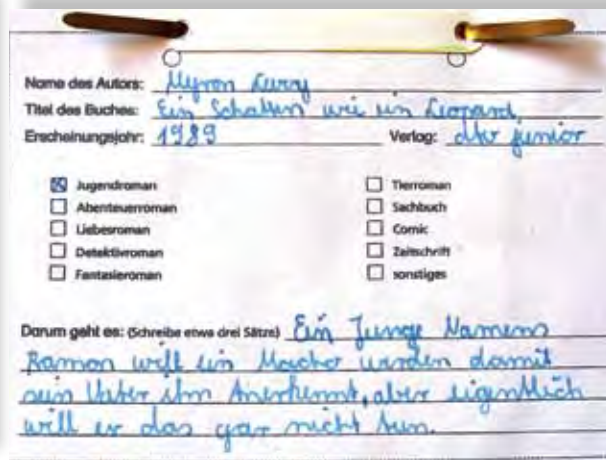 Name des Autors: Myron Levoy
Titel des Buches: Ein Schatten wie ein Leopard
Erscheinungsjahr: 1989 Verlag: dtv junior
☒ Jugendroman ☐ Tierroman
☐ Abenteuerroman ☐ Sachbuch
☐ Liebesroman ☐ Comic
☐ Detektivroman ☐ Zeitschrift
☐ Fantasieroman ☐ sonstiges
Darum geht es: (Schreibe etwa drei Sätze) Ein Junge Namens
Ramon will ein Macho werden damit
sein Vater ihm Anerkennt, aber eigentlich
will er das gar nicht tun.